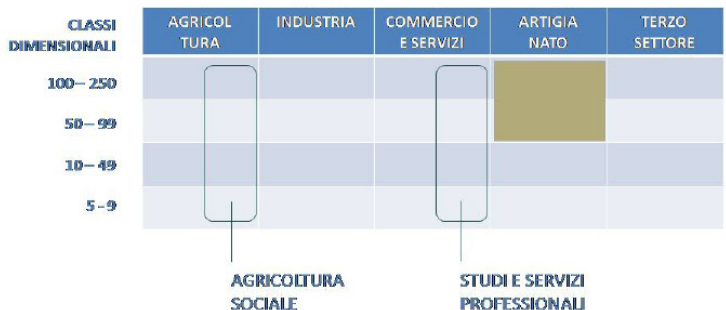 CLASSI
DIMENSIONALI
AGRICOL
TURA
INDUSTRIA
COMMERCIO
E SERVIZI
ARTIGIA
NATO
TERZO
SETTORE
100– 250
50– 99
10– 49
5 - 9
AGRICOLTURA
SOCIALE
STUDI E SERVIZI
PROFESSIONALI